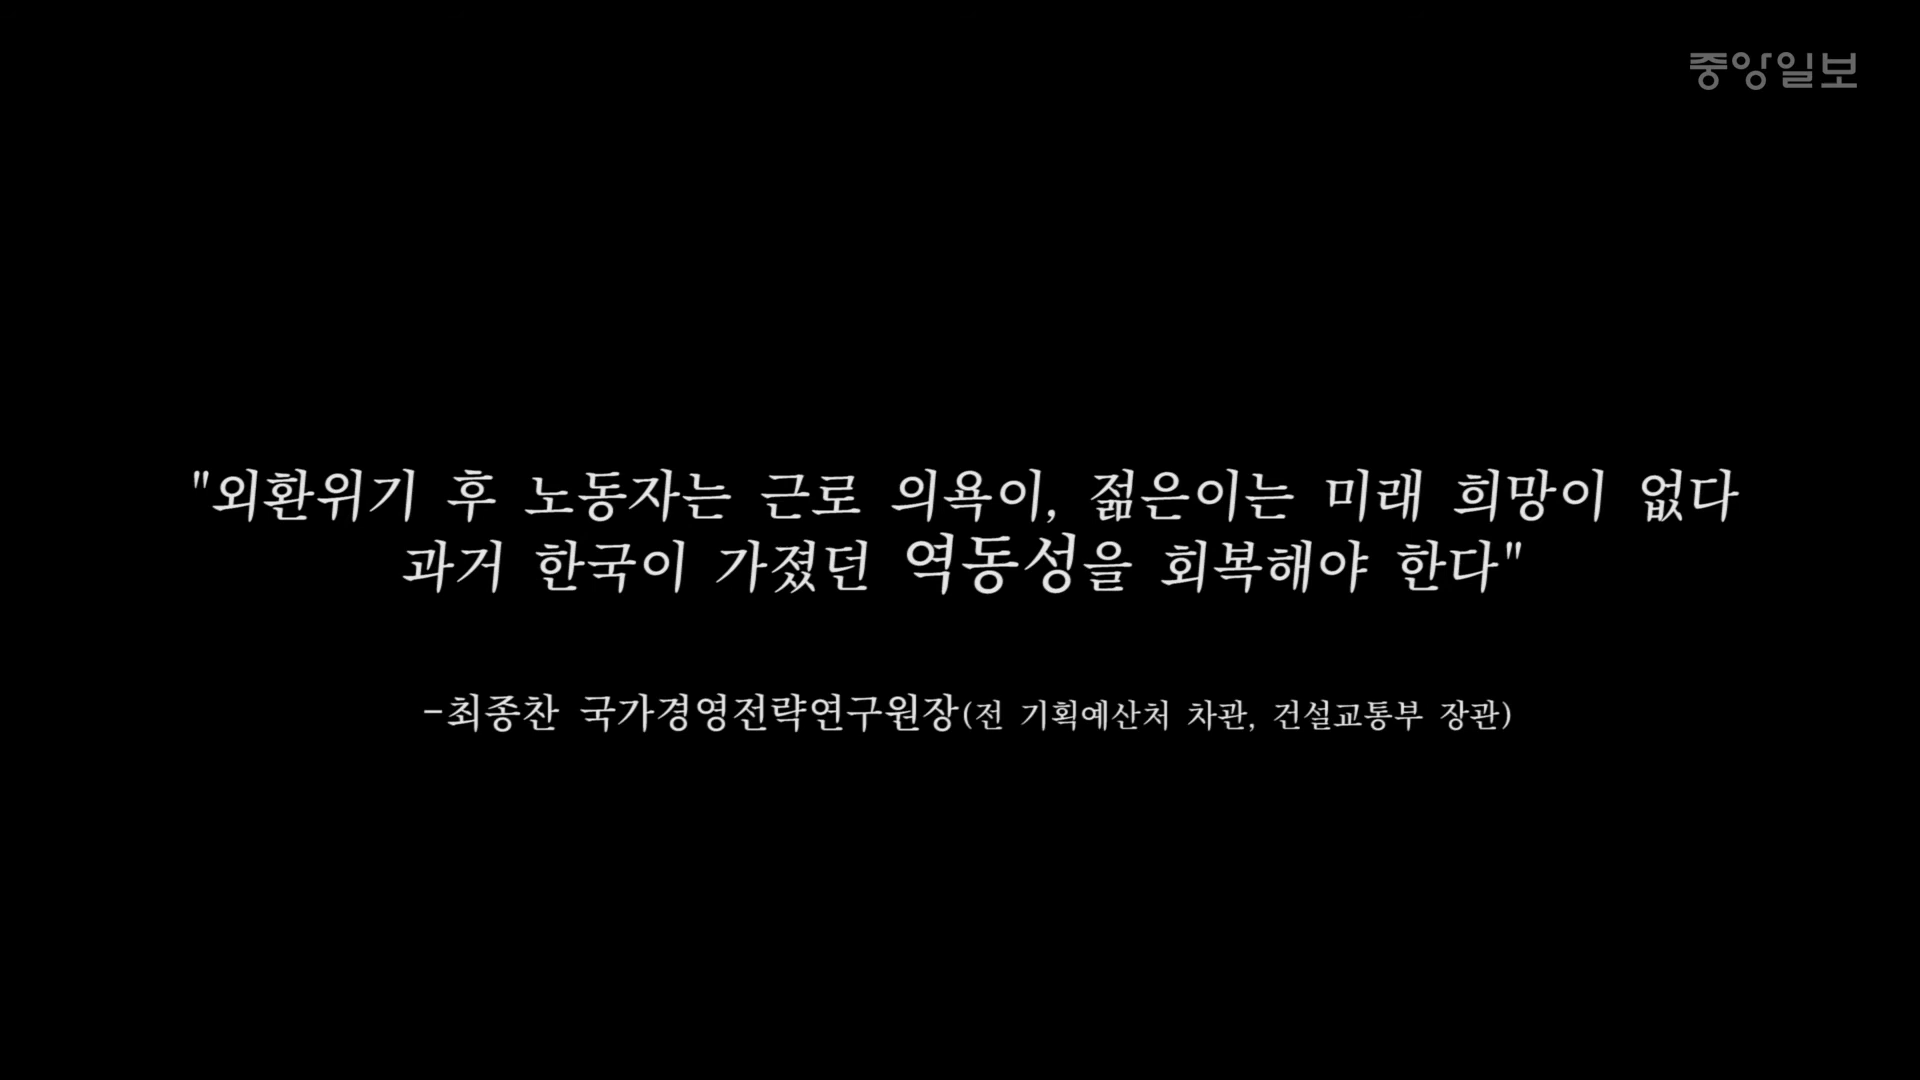 중앙일보
"외환위기 후 노동자는 근로 의욕이, 젊은이는 미래 희망이 없다
과거 한국이 가졌던 역동성을 회복해야 한다"
-최종찬 국가경영전략연구원장(전 기획예산처 차관, 건설교통부 장관)